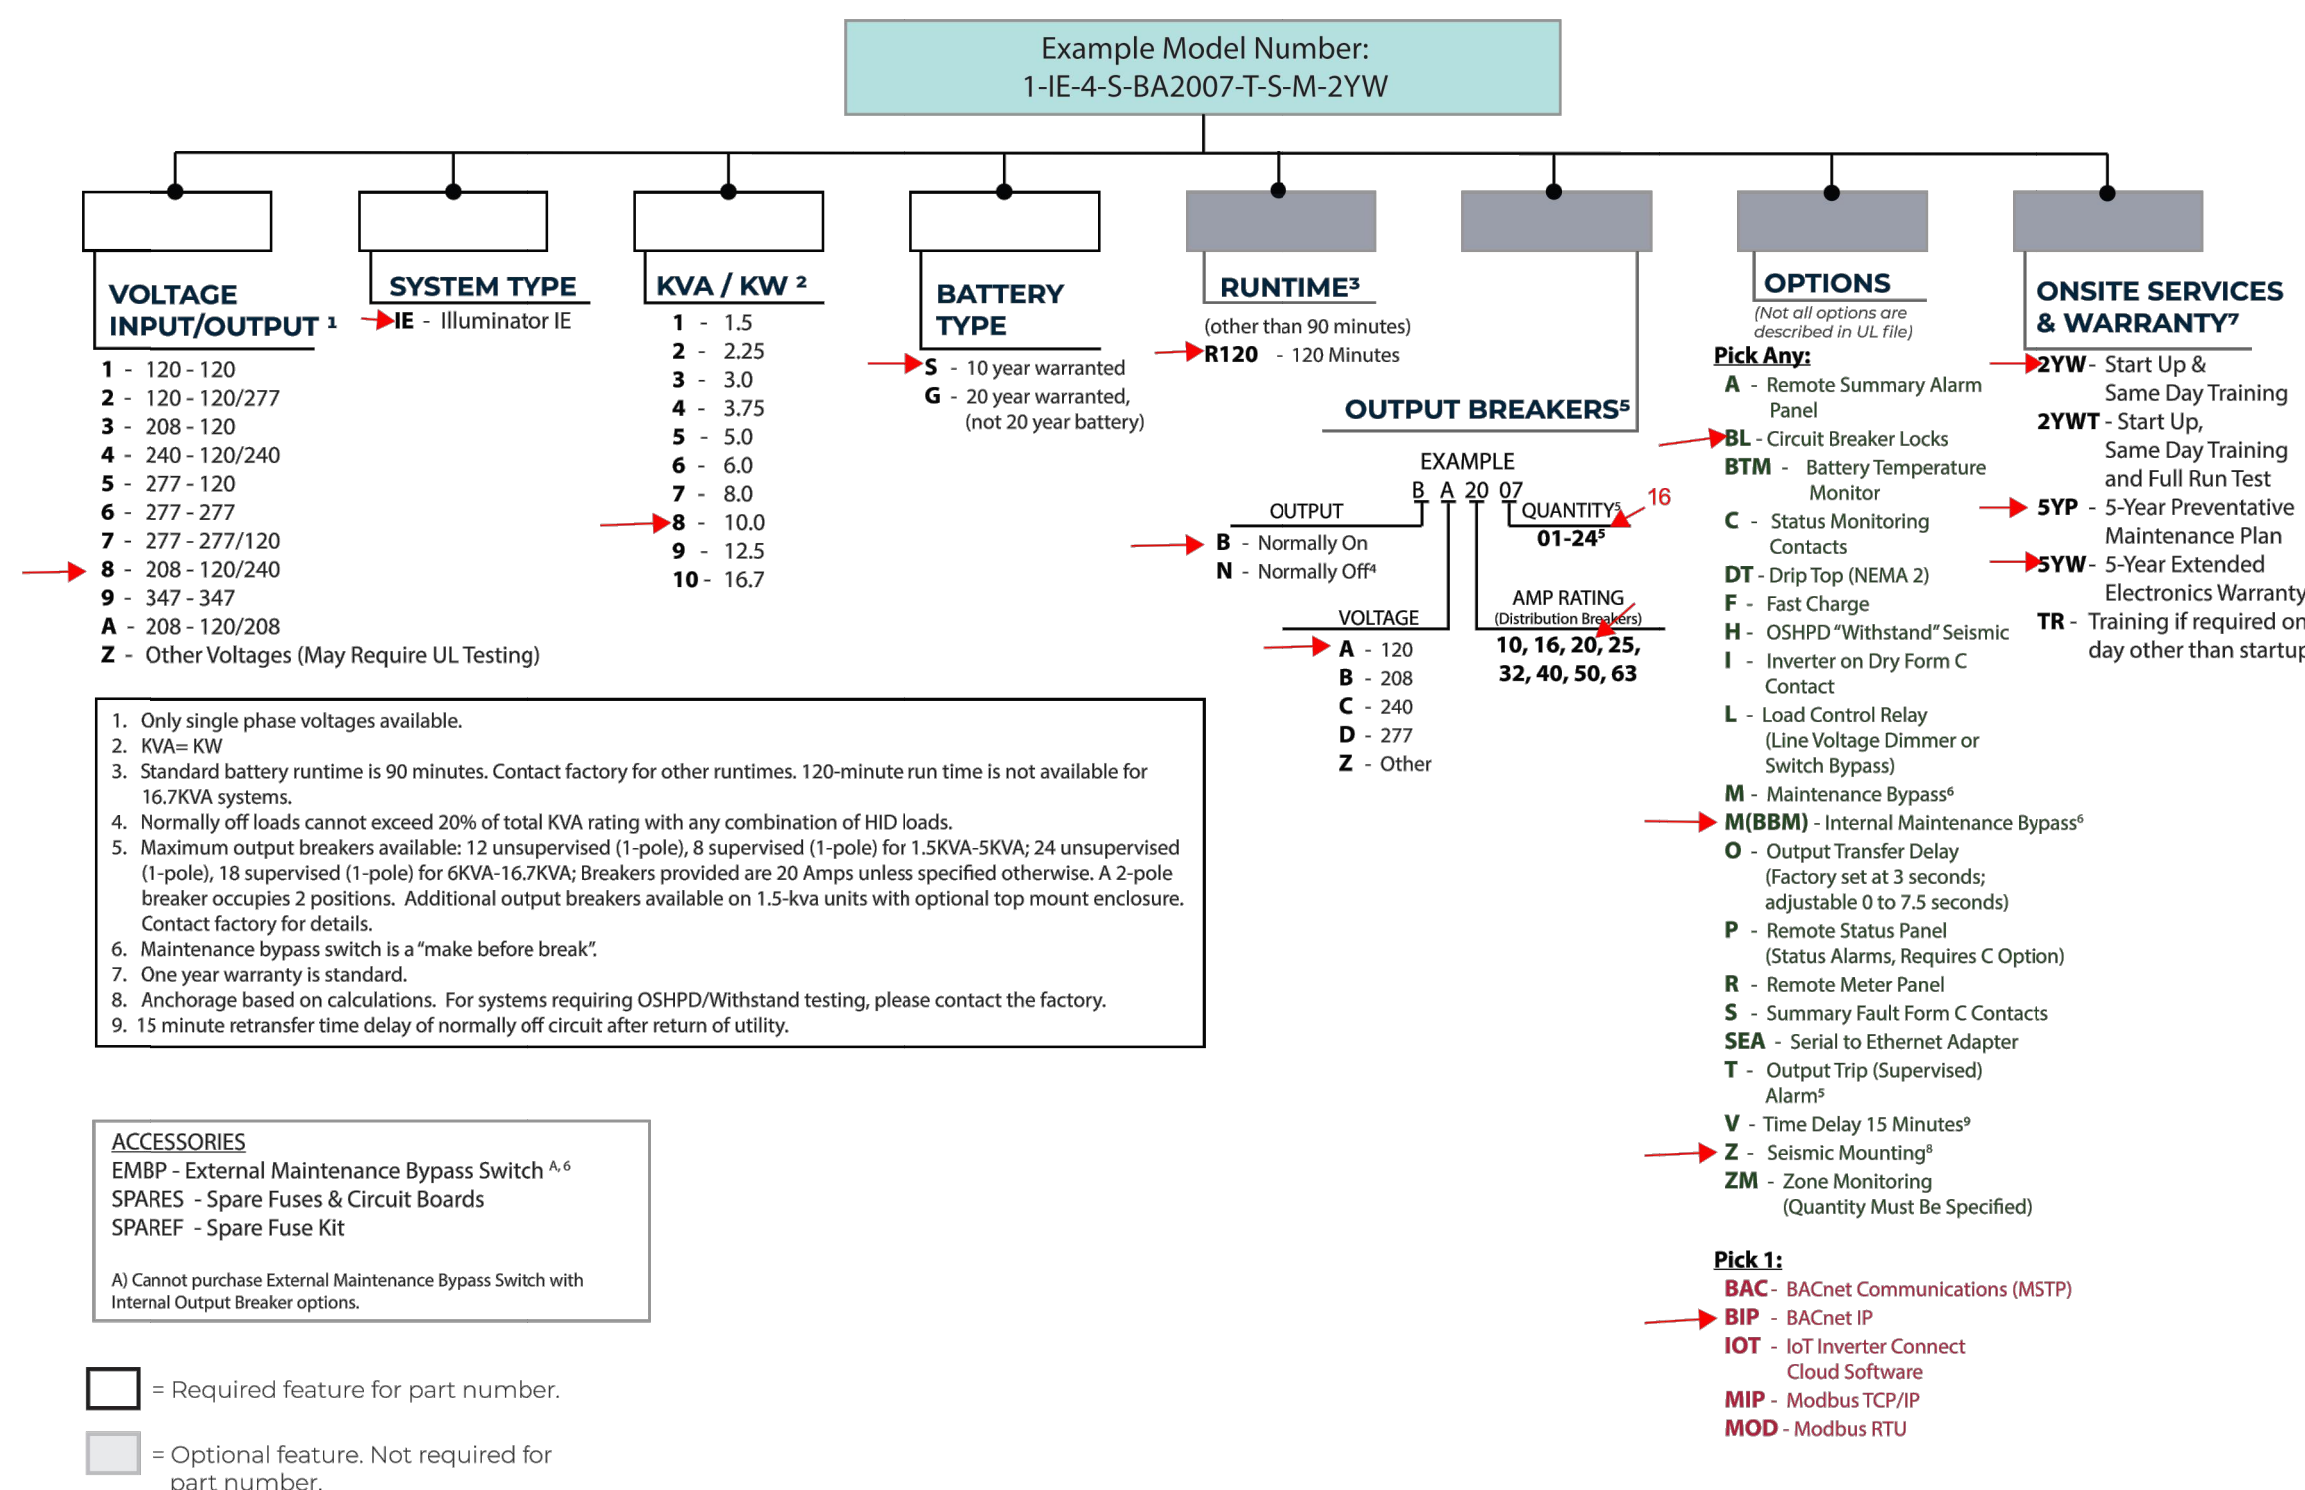 Example Model Number:
1-IE-4-S-BA2007-T-S-M-2YW
VOLTAGE
INPUT/OUTPUT ¹
1 - 120 - 120
2 - 120 - 120/277
3 - 208 - 120
4 - 240 - 120/240
5 - 277 - 120
6 - 277 - 277
7 - 277 - 277/120
8 - 208 - 120/240
9 - 347 - 347
A - 208 - 120/208
Z - Other Voltages (May Require UL Testing)
SYSTEM TYPE
IE - Illuminator IE
KVA / KW ²
1 - 1.5
2 - 2.25
3 - 3.0
4 - 3.75
5 - 5.0
6 - 6.0
7 - 8.0
8 - 10.0
9 - 12.5
10 - 16.7
BATTERY
TYPE
S - 10 year warranted
G - 20 year warranted,
(not 20 year battery)
RUNTIME³
(other than 90 minutes)
R120 - 120 Minutes
OUTPUT BREAKERS⁵
EXAMPLE
B A 20 07
OUTPUT
B - Normally On
N - Normally Off⁴
QUANTITY⁵
16
01-24⁵
VOLTAGE
A - 120
B - 208
C - 240
D - 277
Z - Other
AMP RATING
(Distribution Breakers)
10, 16, 20, 25,
32, 40, 50, 63
OPTIONS
(Not all options are
described in UL file)
Pick Any:
A - Remote Summary Alarm
Panel
BL - Circuit Breaker Locks
BTM - Battery Temperature
Monitor
C - Status Monitoring
Contacts
DT - Drip Top (NEMA 2)
F - Fast Charge
H - OSHPD “Withstand” Seismic
I - Inverter on Dry Form C
Contact
L - Load Control Relay
(Line Voltage Dimmer or
Switch Bypass)
M - Maintenance Bypass⁶
M(BBM) - Internal Maintenance Bypass⁶
O - Output Transfer Delay
(Factory set at 3 seconds;
adjustable 0 to 7.5 seconds)
P - Remote Status Panel
(Status Alarms, Requires C Option)
R - Remote Meter Panel
S - Summary Fault Form C Contacts
SEA - Serial to Ethernet Adapter
T - Output Trip (Supervised)
Alarm⁵
V - Time Delay 15 Minutes⁹
Z - Seismic Mounting⁸
ZM - Zone Monitoring
(Quantity Must Be Specified)
Pick 1:
BAC - BACnet Communications (MSTP)
BIP - BACnet IP
IOT - IoT Inverter Connect
Cloud Software
MIP - Modbus TCP/IP
MOD - Modbus RTU
ONSITE SERVICES
& WARRANTY⁷
2YW - Start Up &
Same Day Training
2YWT - Start Up,
Same Day Training
and Full Run Test
5YP - 5-Year Preventative
Maintenance Plan
5YW - 5-Year Extended
Electronics Warranty
TR - Training if required on
day other than startup
1. Only single phase voltages available.
2. KVA= KW
3. Standard battery runtime is 90 minutes. Contact factory for other runtimes. 120-minute run time is not available for
16.7KVA systems.
4. Normally off loads cannot exceed 20% of total KVA rating with any combination of HID loads.
5. Maximum output breakers available: 12 unsupervised (1-pole), 8 supervised (1-pole) for 1.5KVA-5KVA; 24 unsupervised
(1-pole), 18 supervised (1-pole) for 6KVA-16.7KVA; Breakers provided are 20 Amps unless specified otherwise. A 2-pole
breaker occupies 2 positions. Additional output breakers available on 1.5-kva units with optional top mount enclosure.
Contact factory for details.
6. Maintenance bypass switch is a “make before break”.
7. One year warranty is standard.
8. Anchorage based on calculations. For systems requiring OSHPD/Withstand testing, please contact the factory.
9. 15 minute retransfer time delay of normally off circuit after return of utility.
ACCESSORIES
EMBP - External Maintenance Bypass Switch ᴬ,⁶
SPARES - Spare Fuses & Circuit Boards
SPAREF - Spare Fuse Kit
A) Cannot purchase External Maintenance Bypass Switch with
Internal Output Breaker options.
= Required feature for part number.
= Optional feature. Not required for
part number.